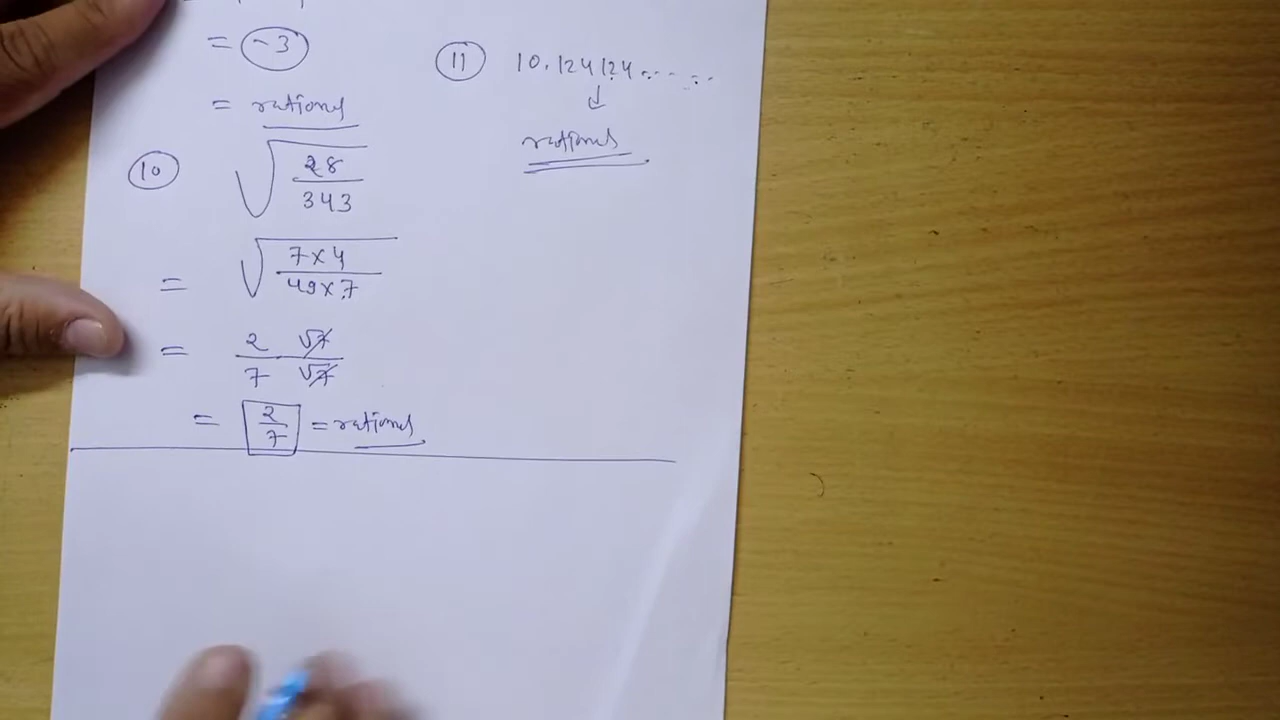 = -3
= rational
10 √28/343
= √7×4/49×7
= 2/7 √7/√7
= 2/7 = rational
11 10.124124.......
↓
rational